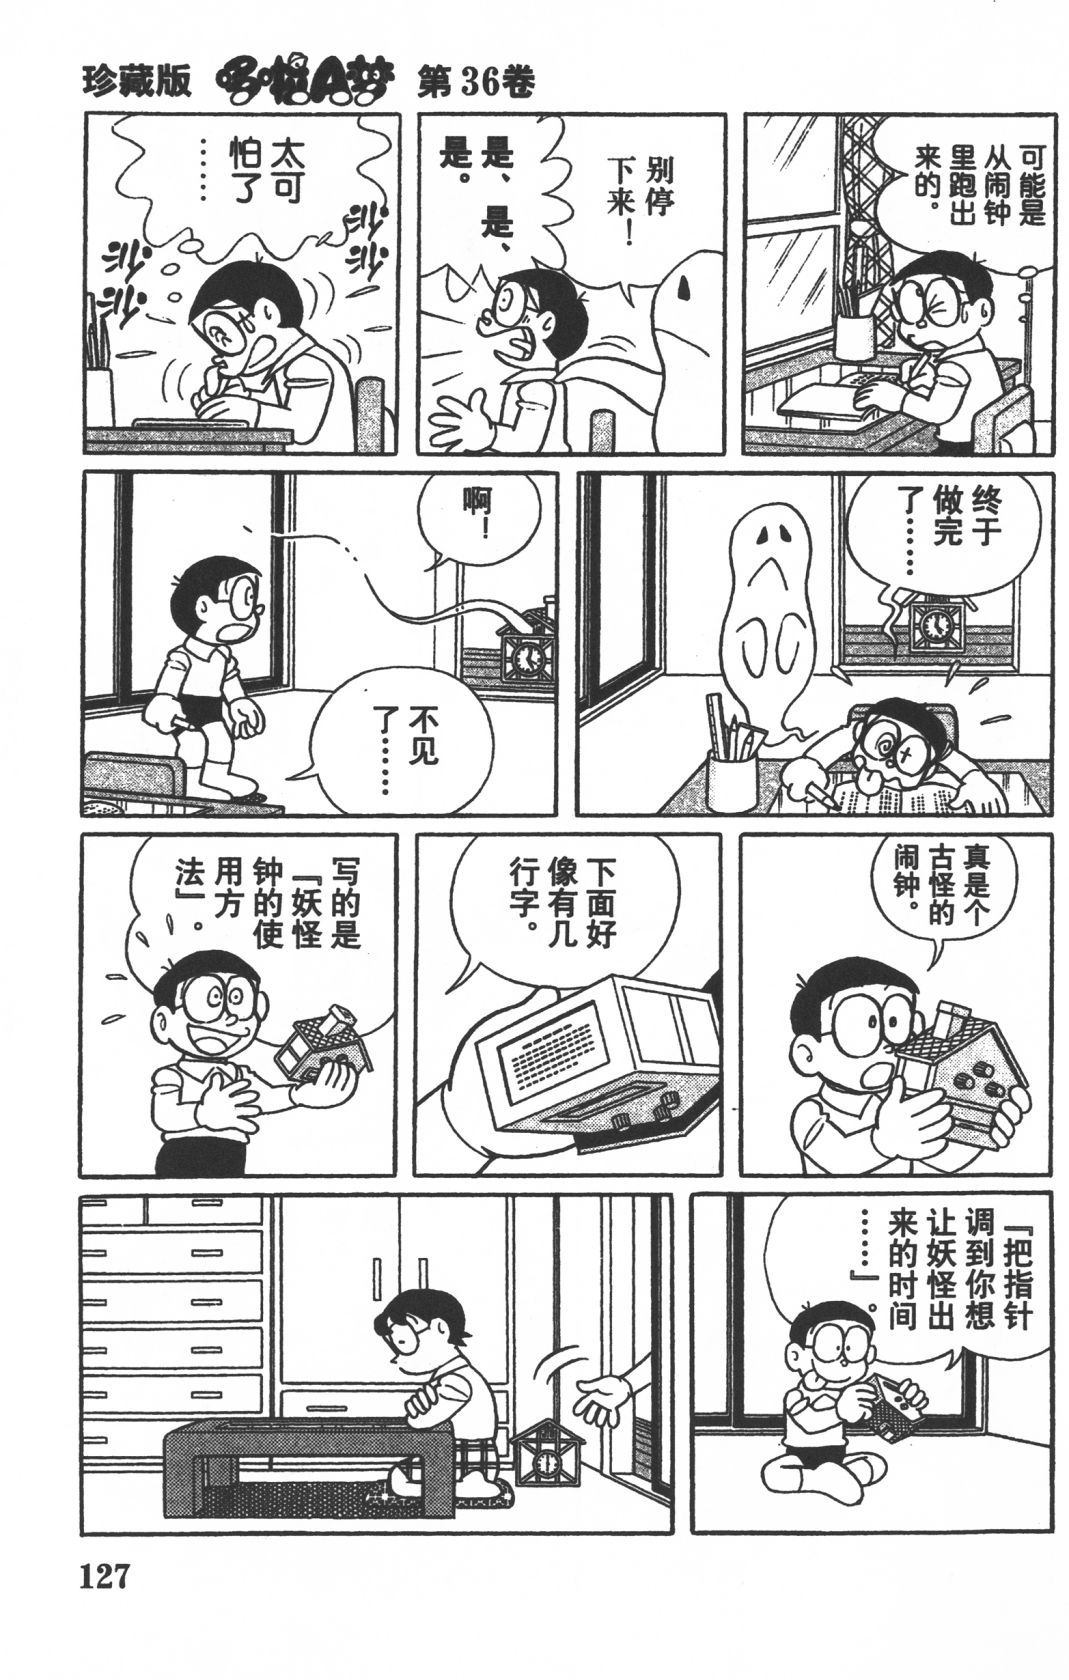 珍藏版 哆啦A梦 第36卷
可能是
从闹钟
里跑出
来的。
别停
下来！
是、是、
是。
太可
怕了
……
终于
做完
了……
啊！
不见
了……
真是个
古怪的
闹钟。
下面好
像有几
行字。
写的是
『妖怪
钟的使
用方
法』。
『把指针
调到你想
让妖怪出
来的时间
……』。
127